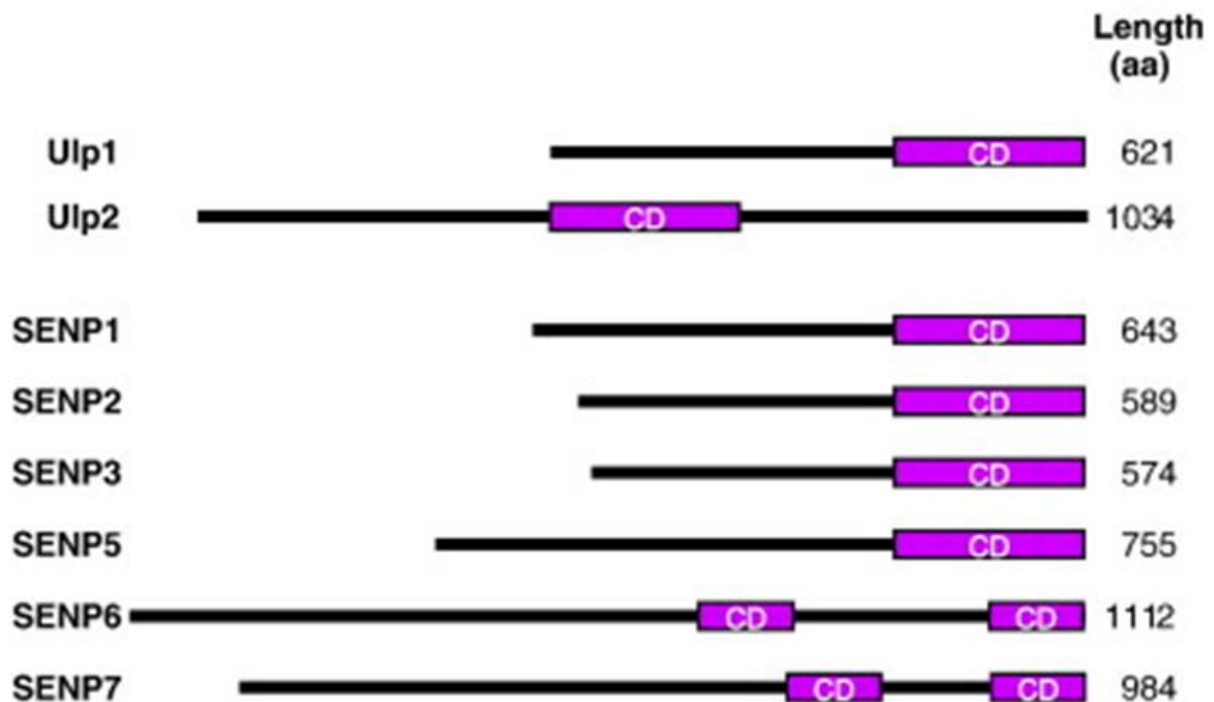 Length
(aa)
Ulp1 CD 621
Ulp2 CD 1034
SENP1 CD 643
SENP2 CD 589
SENP3 CD 574
SENP5 CD 755
SENP6 CD CD 1112
SENP7 CD CD 984